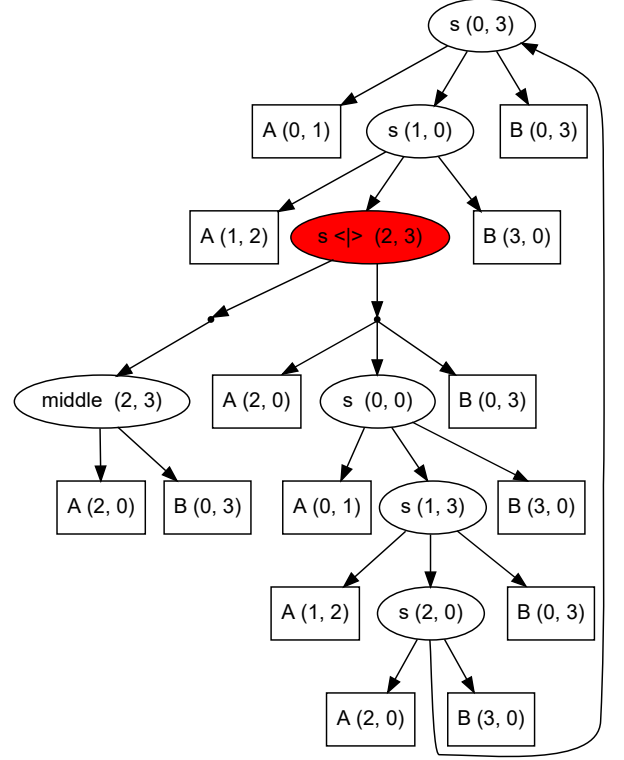 s (0, 3)
A (0, 1)
s (1, 0)
B (0, 3)
A (1, 2)
s <|> (2, 3)
B (3, 0)
middle (2, 3)
A (2, 0)
s (0, 0)
B (0, 3)
A (2, 0)
B (0, 3)
A (0, 1)
s (1, 3)
B (3, 0)
A (1, 2)
s (2, 0)
B (0, 3)
A (2, 0)
B (3, 0)